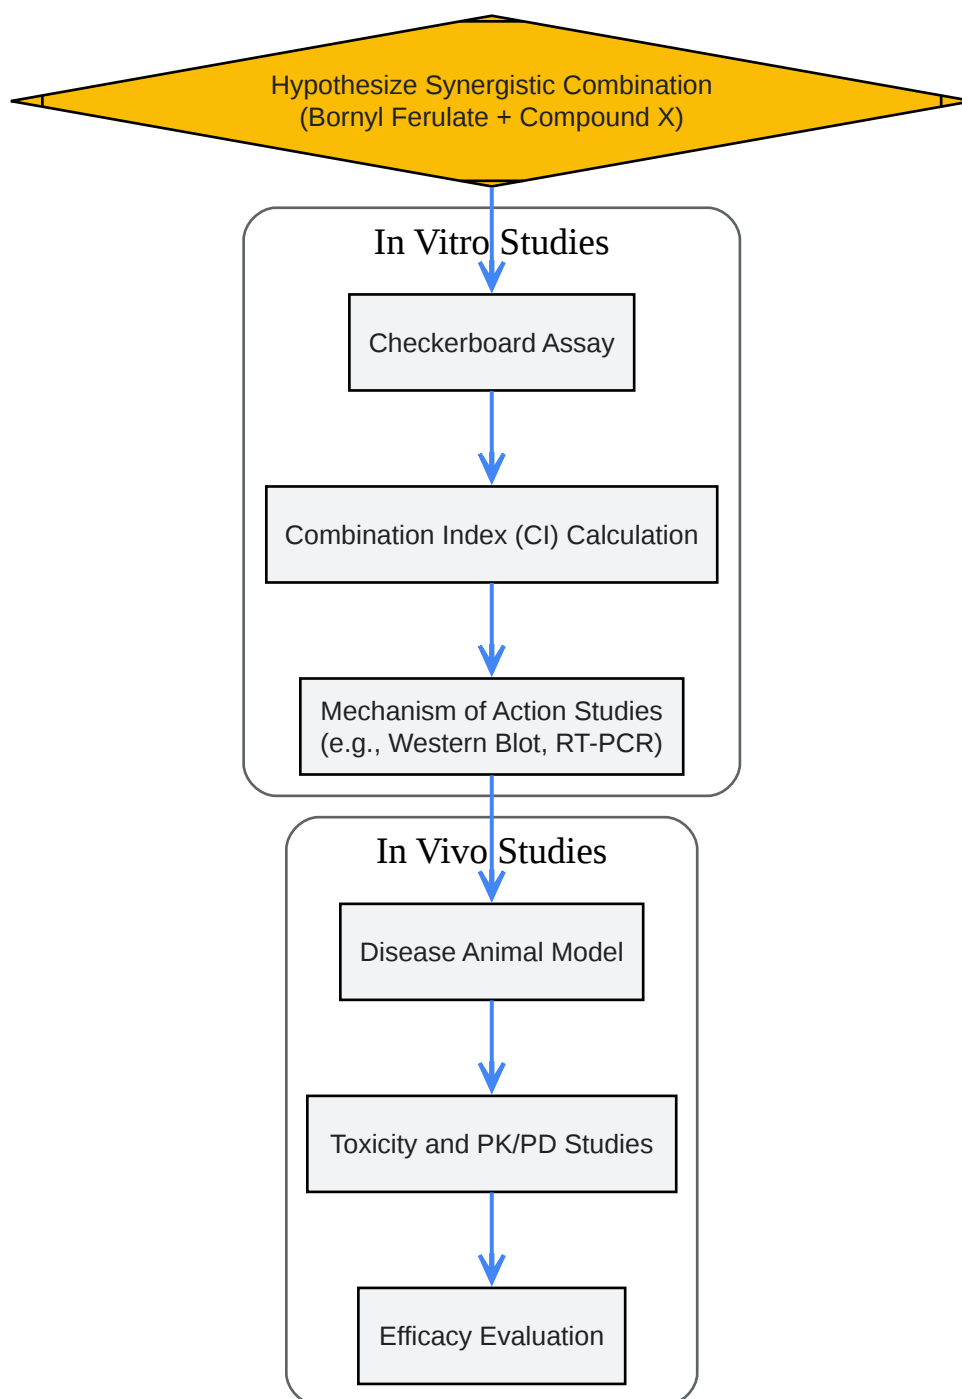 Hypothesize Synergistic Combination
(Bornyl Ferulate + Compound X)
In Vitro Studies
Checkerboard Assay
Combination Index (CI) Calculation
Mechanism of Action Studies
(e.g., Western Blot, RT-PCR)
In Vivo Studies
Disease Animal Model
Toxicity and PK/PD Studies
Efficacy Evaluation